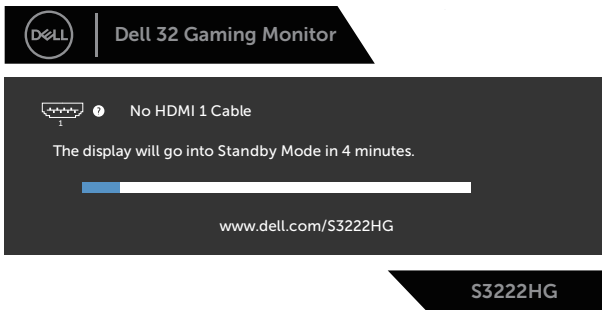 DELL
Dell 32 Gaming Monitor
?
No HDMI 1 Cable
1
The display will go into Standby Mode in 4 minutes.
www.dell.com/S3222HG
S3222HG